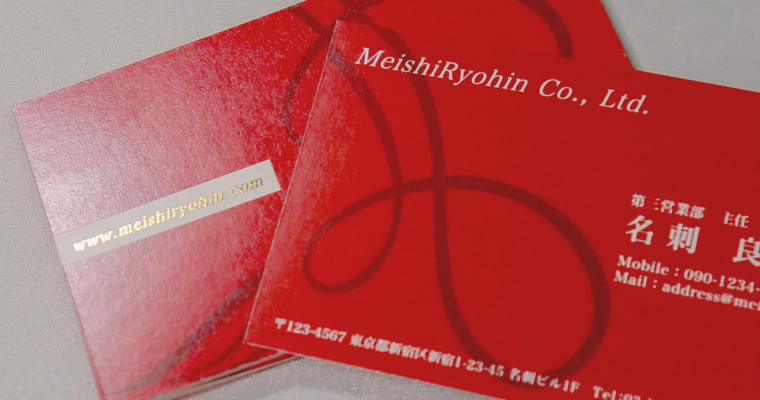 MeishiRyohin Co., Ltd.
www.meishiryohin.com
第三営業部 主任
名刺 良
Mobile : 090-1234-
Mail : address@mei
〒123-4567 東京都新宿区新宿1-23-45 名刺ビル1F Tel:03